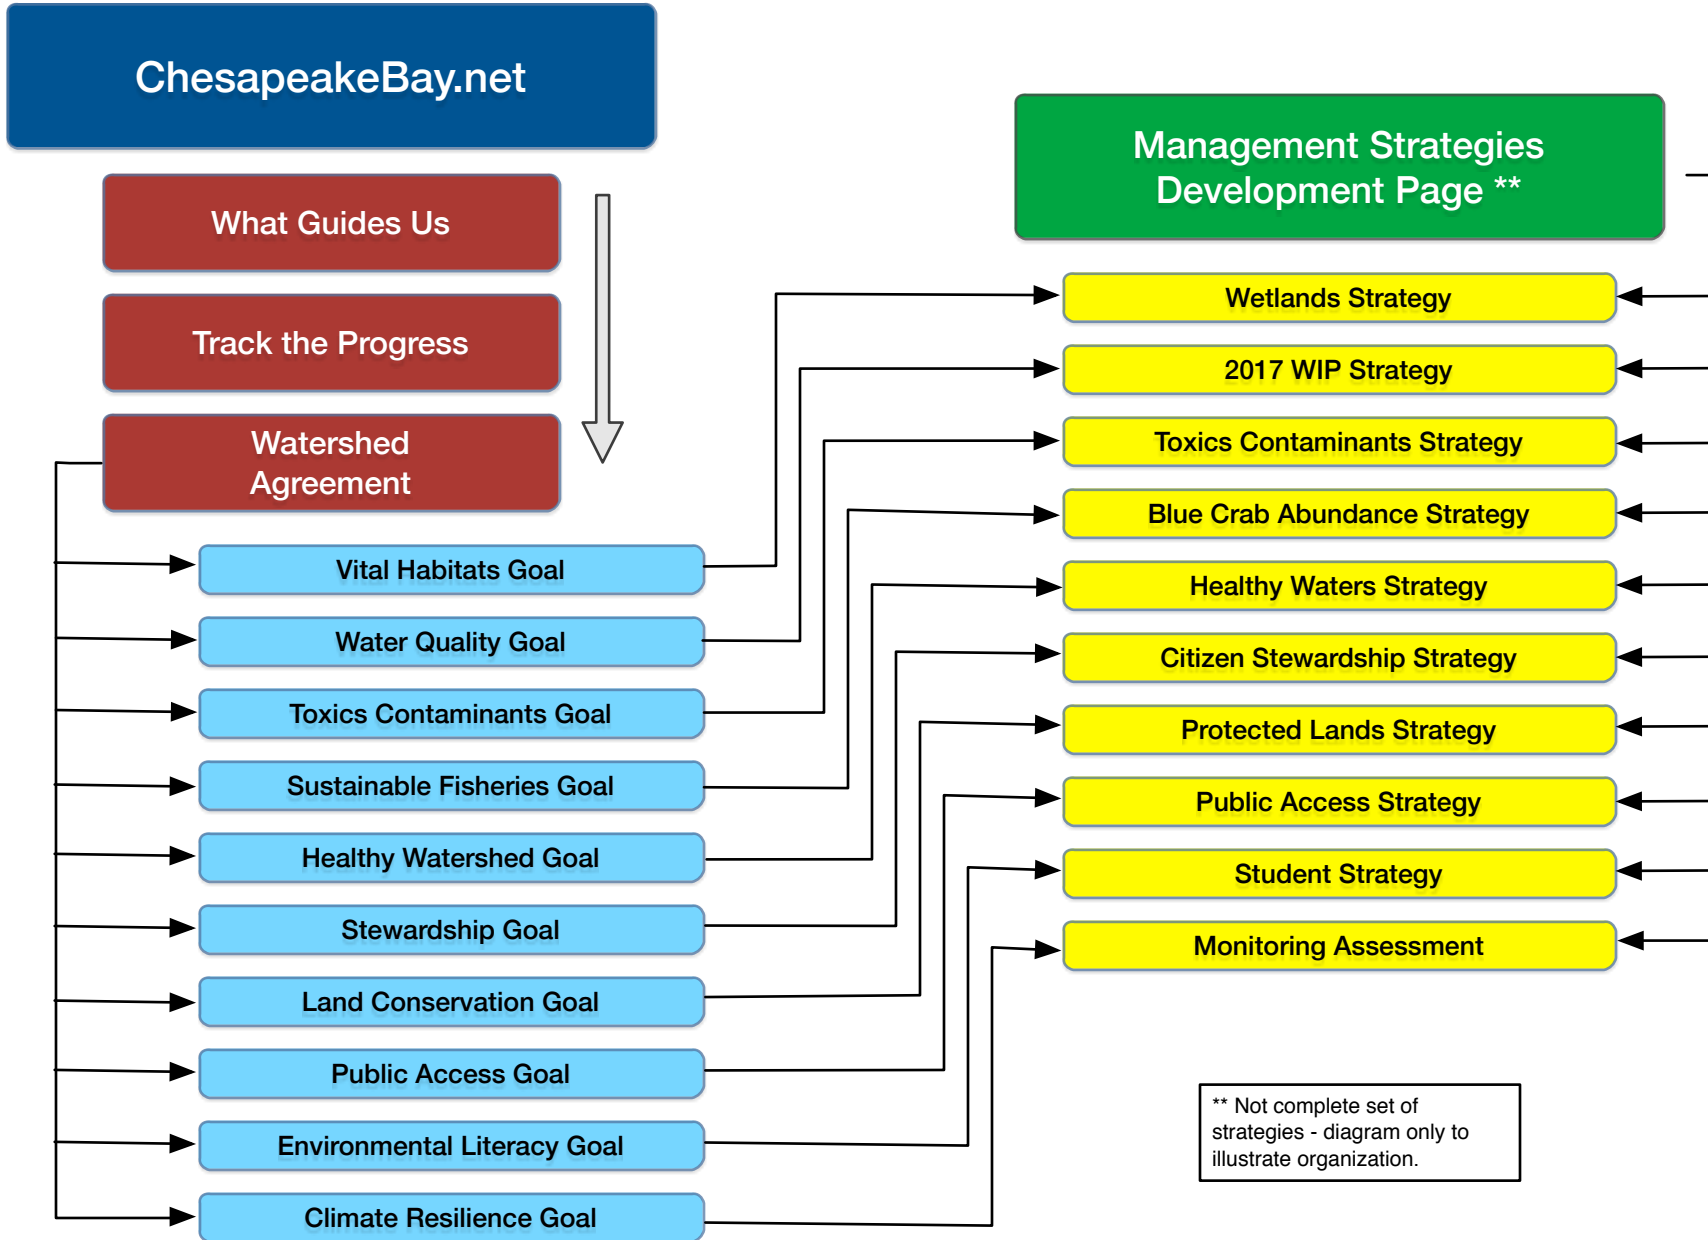 ChesapeakeBay.net
What Guides Us
Track the Progress
Watershed
Agreement
Vital Habitats Goal
Water Quality Goal
Toxics Contaminants Goal
Sustainable Fisheries Goal
Healthy Watershed Goal
Stewardship Goal
Land Conservation Goal
Public Access Goal
Environmental Literacy Goal
Climate Resilience Goal
Management Strategies
Development Page **
Wetlands Strategy
2017 WIP Strategy
Toxics Contaminants Strategy
Blue Crab Abundance Strategy
Healthy Waters Strategy
Citizen Stewardship Strategy
Protected Lands Strategy
Public Access Strategy
Student Strategy
Monitoring Assessment
** Not complete set of
strategies - diagram only to
illustrate organization.